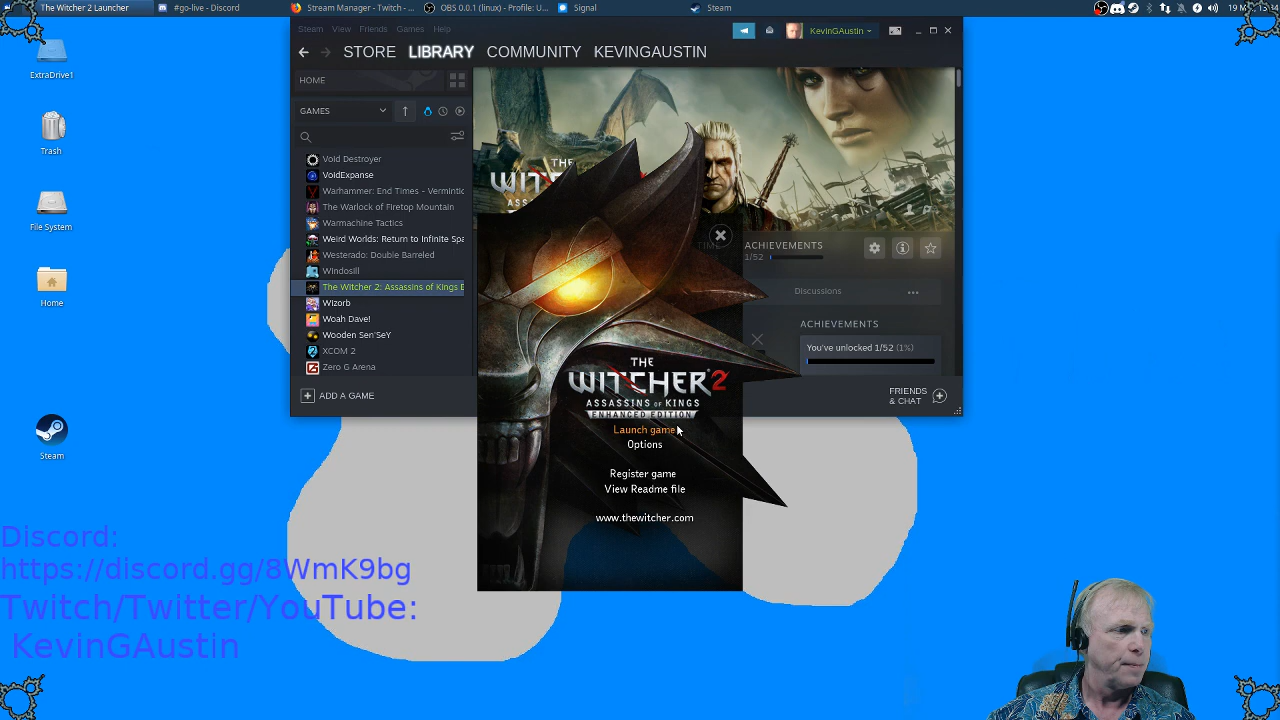 The Witcher 2 Launcher
#go-live - Discord
Stream Manager - Twitch - ...
OBS 0.0.1 (linux) - Profile: U...
Signal
Steam
Steam View Friends Games Help
KevinGAustin
STORE LIBRARY COMMUNITY KEVINGAUSTIN
HOME
GAMES
Void Destroyer
VoidExpanse
Warhammer: End Times - Vermintic
The Warlock of Firetop Mountain
Warmachine Tactics
Weird Worlds: Return to Infinite Spa
Westerado: Double Barreled
Windosill
The Witcher 2: Assassins of Kings E
Wizorb
Woah Dave!
Wooden Sen'SeY
XCOM 2
Zero G Arena
ADD A GAME
THE
TIME
ACHIEVEMENTS
1/52
Discussions
ACHIEVEMENTS
You've unlocked 1/52 (1%)
FRIENDS
& CHAT
THE
WITCHER 2
ASSASSINS OF KINGS
ENHANCED EDITION
Launch game
Options
Register game
View Readme file
www.thewitcher.com
ExtraDrive1
Trash
File System
Home
Steam
Discord:
https://discord.gg/8WmK9bg
Twitch/Twitter/YouTube:
KevinGAustin